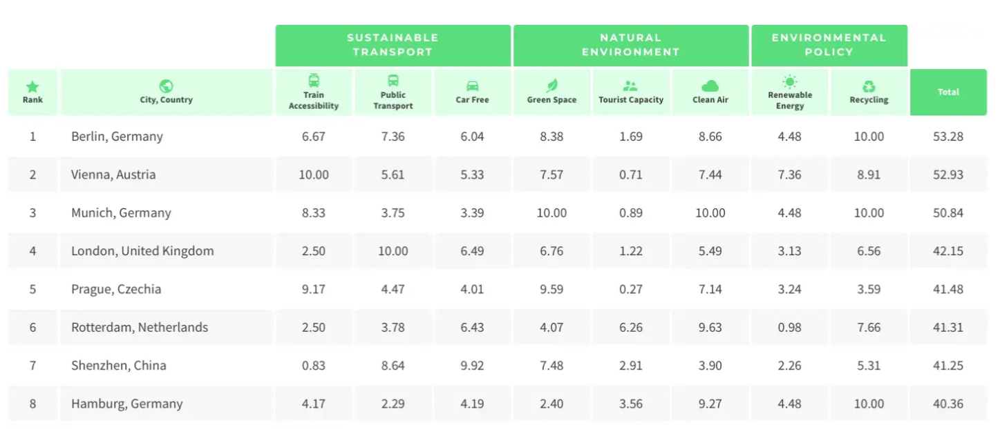 SUSTAINABLE TRANSPORT NATURAL ENVIRONMENT ENVIRONMENTAL POLICY
Rank City, Country Train Accessibility Public Transport Car Free Green Space Tourist Capacity Clean Air Renewable Energy Recycling Total
1 Berlin, Germany 6.67 7.36 6.04 8.38 1.69 8.66 4.48 10.00 53.28
2 Vienna, Austria 10.00 5.61 5.33 7.57 0.71 7.44 7.36 8.91 52.93
3 Munich, Germany 8.33 3.75 3.39 10.00 0.89 10.00 4.48 10.00 50.84
4 London, United Kingdom 2.50 10.00 6.49 6.76 1.22 5.49 3.13 6.56 42.15
5 Prague, Czechia 9.17 4.47 4.01 9.59 0.27 7.14 3.24 3.59 41.48
6 Rotterdam, Netherlands 2.50 3.78 6.43 4.07 6.26 9.63 0.98 7.66 41.31
7 Shenzhen, China 0.83 8.64 9.92 7.48 2.91 3.90 2.26 5.31 41.25
8 Hamburg, Germany 4.17 2.29 4.19 2.40 3.56 9.27 4.48 10.00 40.36